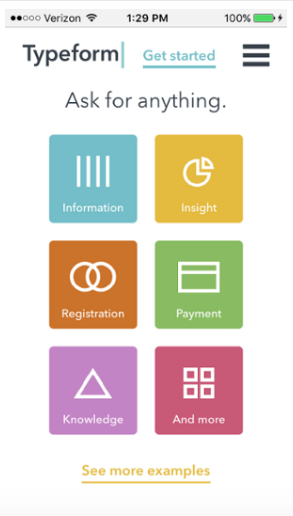 Verizon 1:29 PM 100%
Typeform Get started
Ask for anything.
Information Insight
Registration Payment
Knowledge And more
See more examples